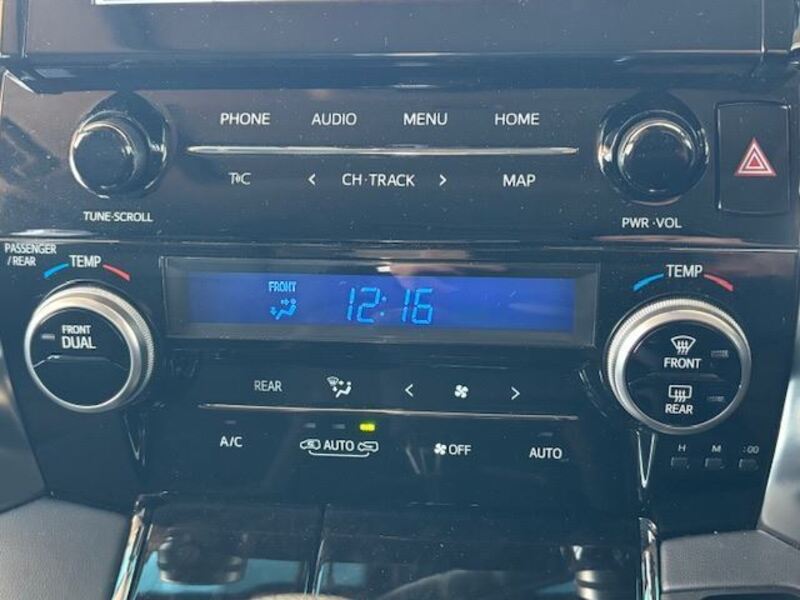 PHONE AUDIO MENU HOME
T C < CH·TRACK > MAP
TUNE·SCROLL
PWR·VOL
PASSENGER
/REAR
TEMP
TEMP
FRONT
12:16
FRONT
DUAL
FRONT
REAR
REAR < >
A/C AUTO OFF AUTO
H M :00